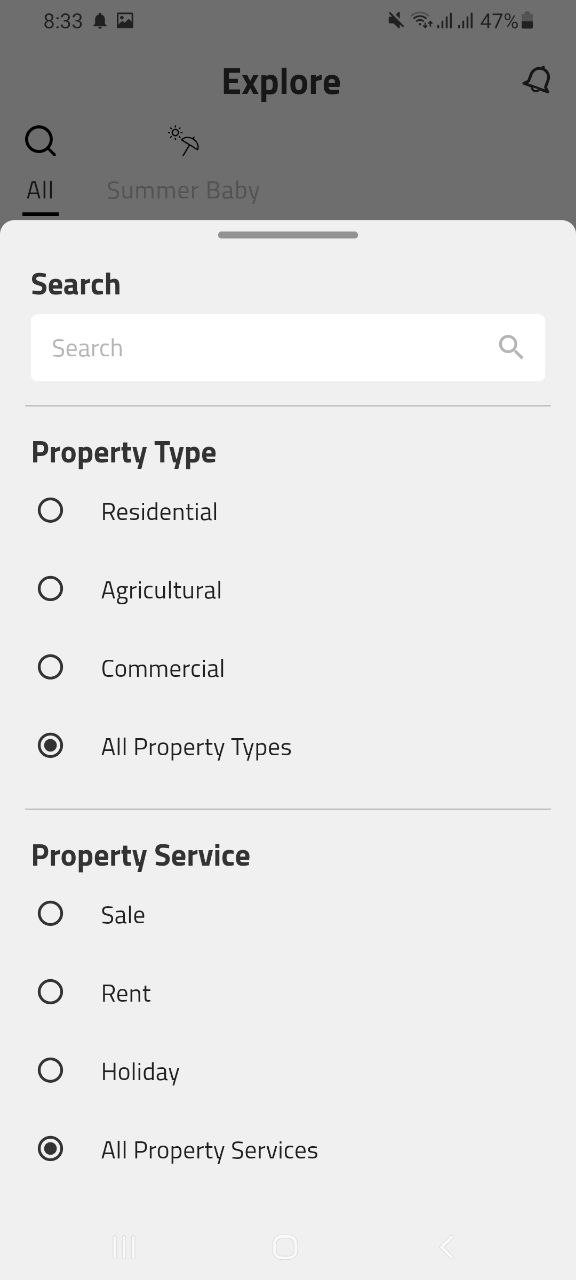 8:33 47%
Explore
All Summer Baby
Search
Search
Property Type
Residential
Agricultural
Commercial
All Property Types
Property Service
Sale
Rent
Holiday
All Property Services